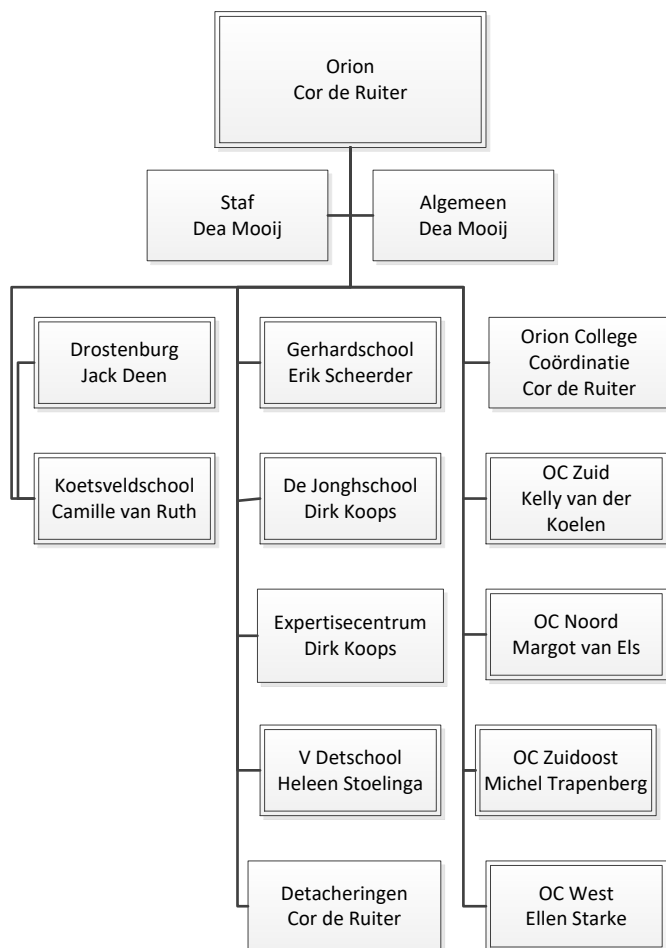 Orion
Cor de Ruiter
Staf
Dea Mooij
Algemeen
Dea Mooij
Drostenburg
Jack Deen
Gerhardschool
Erik Scheerder
Orion College
Coördinatie
Cor de Ruiter
Koetsveldschool
Camille van Ruth
De Jonghschool
Dirk Koops
OC Zuid
Kelly van der
Koelen
Expertisecentrum
Dirk Koops
OC Noord
Margot van Els
V Detschool
Heleen Stoelinga
OC Zuidoost
Michel Trapenberg
Detacheringen
Cor de Ruiter
OC West
Ellen Starke